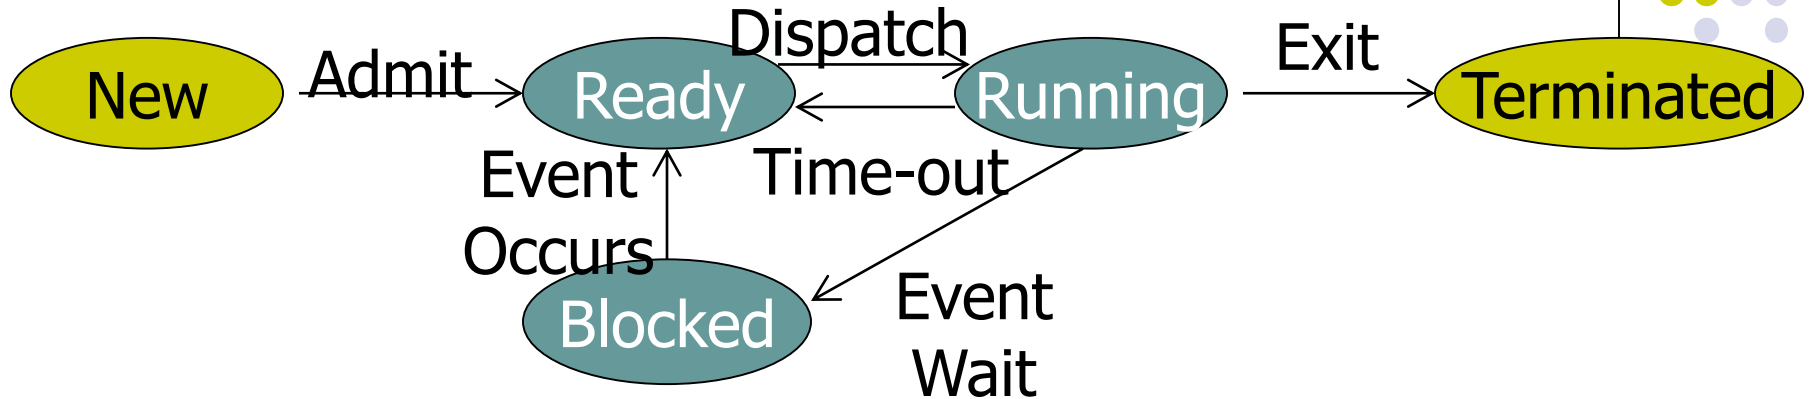 Dispatch
Exit
Admit
New
Ready
Running
Terminated
Event
Occurs
Time-out
Blocked
Event
Wait